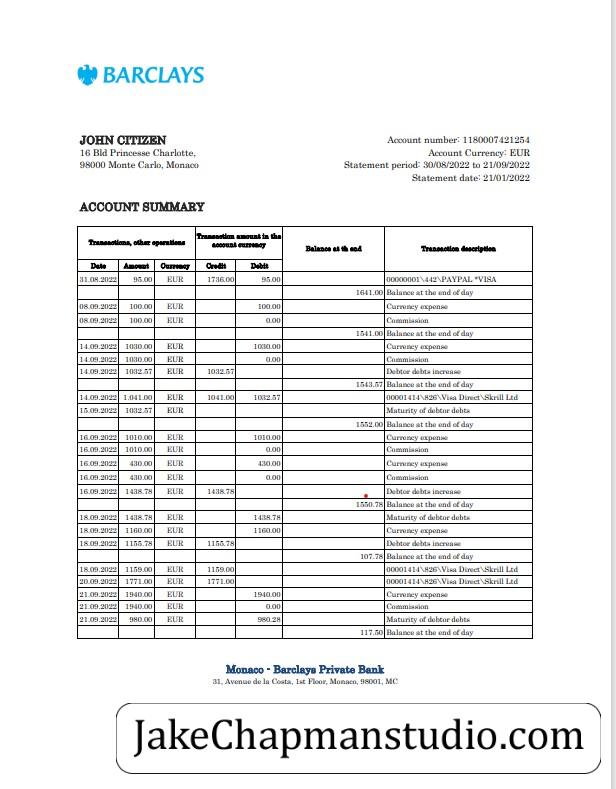 BARCLAYS
JOHN CITIZEN
16 Bld Princesse Charlotte,
98000 Monte Carlo, Monaco
Account number: 1180007421254
Account Currency: EUR
Statement period: 30/08/2022 to 21/09/2022
Statement date: 21/01/2022
ACCOUNT SUMMARY
Transactions, other operations Transaction amount in the account currency Balance at th end Transaction description
Date Amount Currency Credit Debit
31.08.2022 95.00 EUR 1736.00 95.00 00000001\442\PAYPAL *VISA
1641.00 Balance at the end of day
08.09.2022 100.00 EUR 100.00 Currency expense
08.09.2022 100.00 EUR 0.00 Commission
1541.00 Balance at the end of day
14.09.2022 1030.00 EUR 1030.00 Currency expense
14.09.2022 1030.00 EUR 0.00 Commission
14.09.2022 1032.57 EUR 1032.57 Debtor debts increase
1543.57 Balance at the end of day
14.09.2022 1.041.00 EUR 1041.00 1032.57 00001414\826\Visa Direct\Skrill Ltd
15.09.2022 1032.57 EUR Maturity of debtor debts
1552.00 Balance at the end of day
16.09.2022 1010.00 EUR 1010.00 Currency expense
16.09.2022 1010.00 EUR 0.00 Commission
16.09.2022 430.00 EUR 430.00 Currency expense
16.09.2022 430.00 EUR 0.00 Commission
16.09.2022 1438.78 EUR 1438.78 Debtor debts increase
1550.78 Balance at the end of day
18.09.2022 1438.78 EUR 1438.78 Maturity of debtor debts
18.09.2022 1160.00 EUR 1160.00 Currency expense
18.09.2022 1155.78 EUR 1155.78 Debtor debts increase
107.78 Balance at the end of day
18.09.2022 1159.00 EUR 1159.00 00001414\826\Visa Direct\Skrill Ltd
20.09.2022 1771.00 EUR 1771.00 00001414\826\Visa Direct\Skrill Ltd
21.09.2022 1940.00 EUR 1940.00 Currency expense
21.09.2022 1940.00 EUR 0.00 Commission
21.09.2022 980.00 EUR 980.28 Maturity of debtor debts
117.50 Balance at the end of day
Monaco - Barclays Private Bank
31, Avenue de la Costa, 1st Floor, Monaco, 98001, MC
JakeChapmanstudio.com